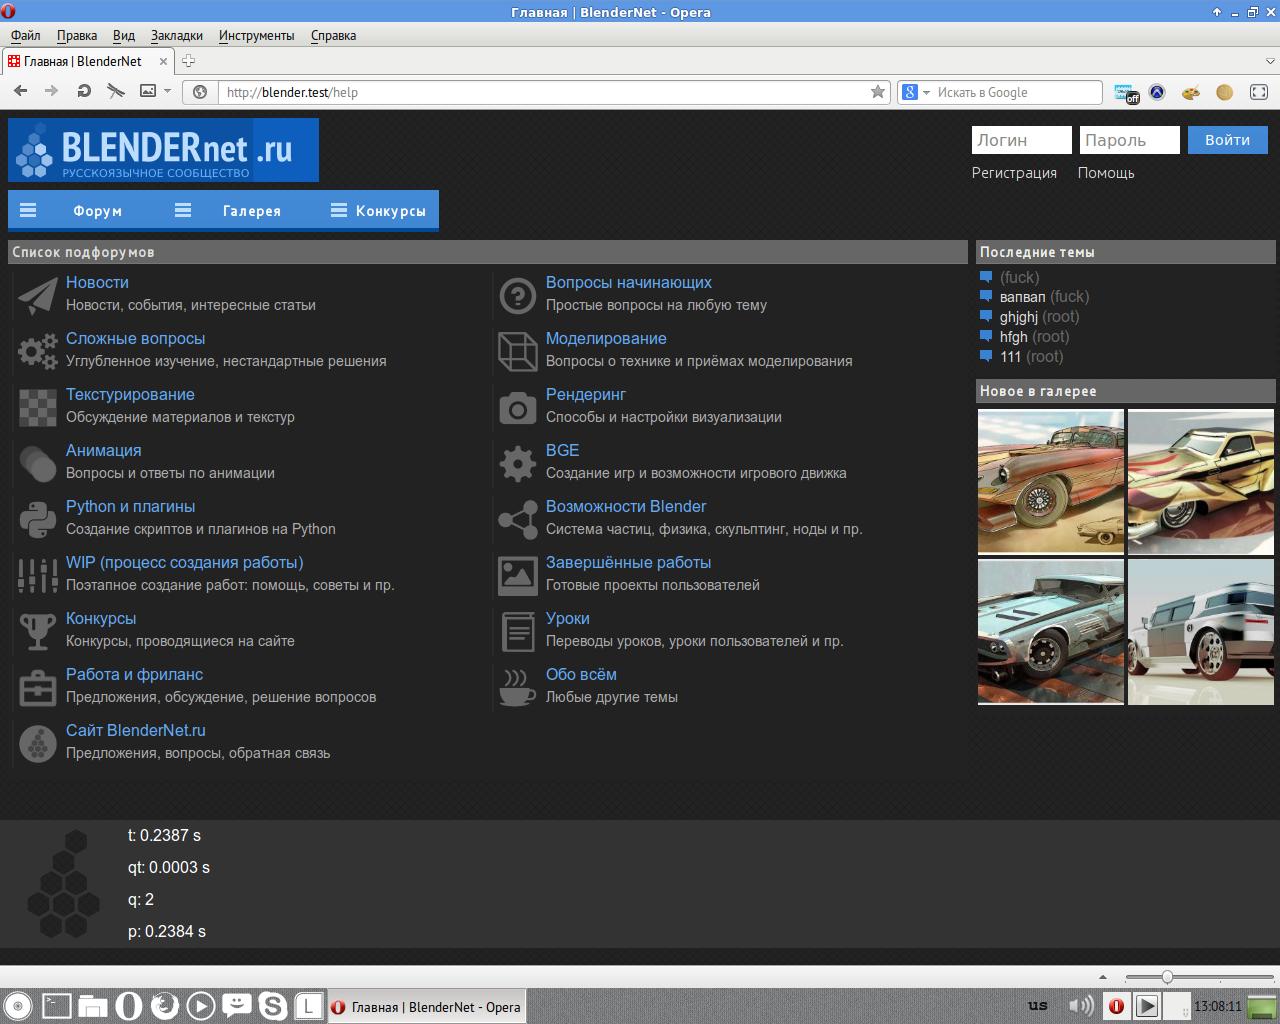 Главная | BlenderNet - Opera
Файл Правка Вид Закладки Инструменты Справка
Главная | BlenderNet
http://blender.test/help
8 Искать в Google
off
BLENDERnet .ru
РУССКОЯЗЫЧНОЕ СООБЩЕСТВО
Логин Пароль Войти
Регистрация Помощь
Форум Галерея Конкурсы
Список подфорумов
Новости
Новости, события, интересные статьи
Вопросы начинающих
Простые вопросы на любую тему
Сложные вопросы
Углубленное изучение, нестандартные решения
Моделирование
Вопросы о технике и приёмах моделирования
Текстурирование
Обсуждение материалов и текстур
Рендеринг
Способы и настройки визуализации
Анимация
Вопросы и ответы по анимации
BGE
Создание игр и возможности игрового движка
Python и плагины
Создание скриптов и плагинов на Python
Возможности Blender
Система частиц, физика, скульптинг, ноды и пр.
WIP (процесс создания работы)
Поэтапное создание работ: помощь, советы и пр.
Завершённые работы
Готовые проекты пользователей
Конкурсы
Конкурсы, проводящиеся на сайте
Уроки
Переводы уроков, уроки пользователей и пр.
Работа и фриланс
Предложения, обсуждение, решение вопросов
Обо всём
Любые другие темы
Сайт BlenderNet.ru
Предложения, вопросы, обратная связь
Последние темы
(fuck)
вапвап (fuck)
ghjghj (root)
hfgh (root)
111 (root)
Новое в галерее
t: 0.2387 s
qt: 0.0003 s
q: 2
p: 0.2384 s
L Главная | BlenderNet - Opera us 13:08:11